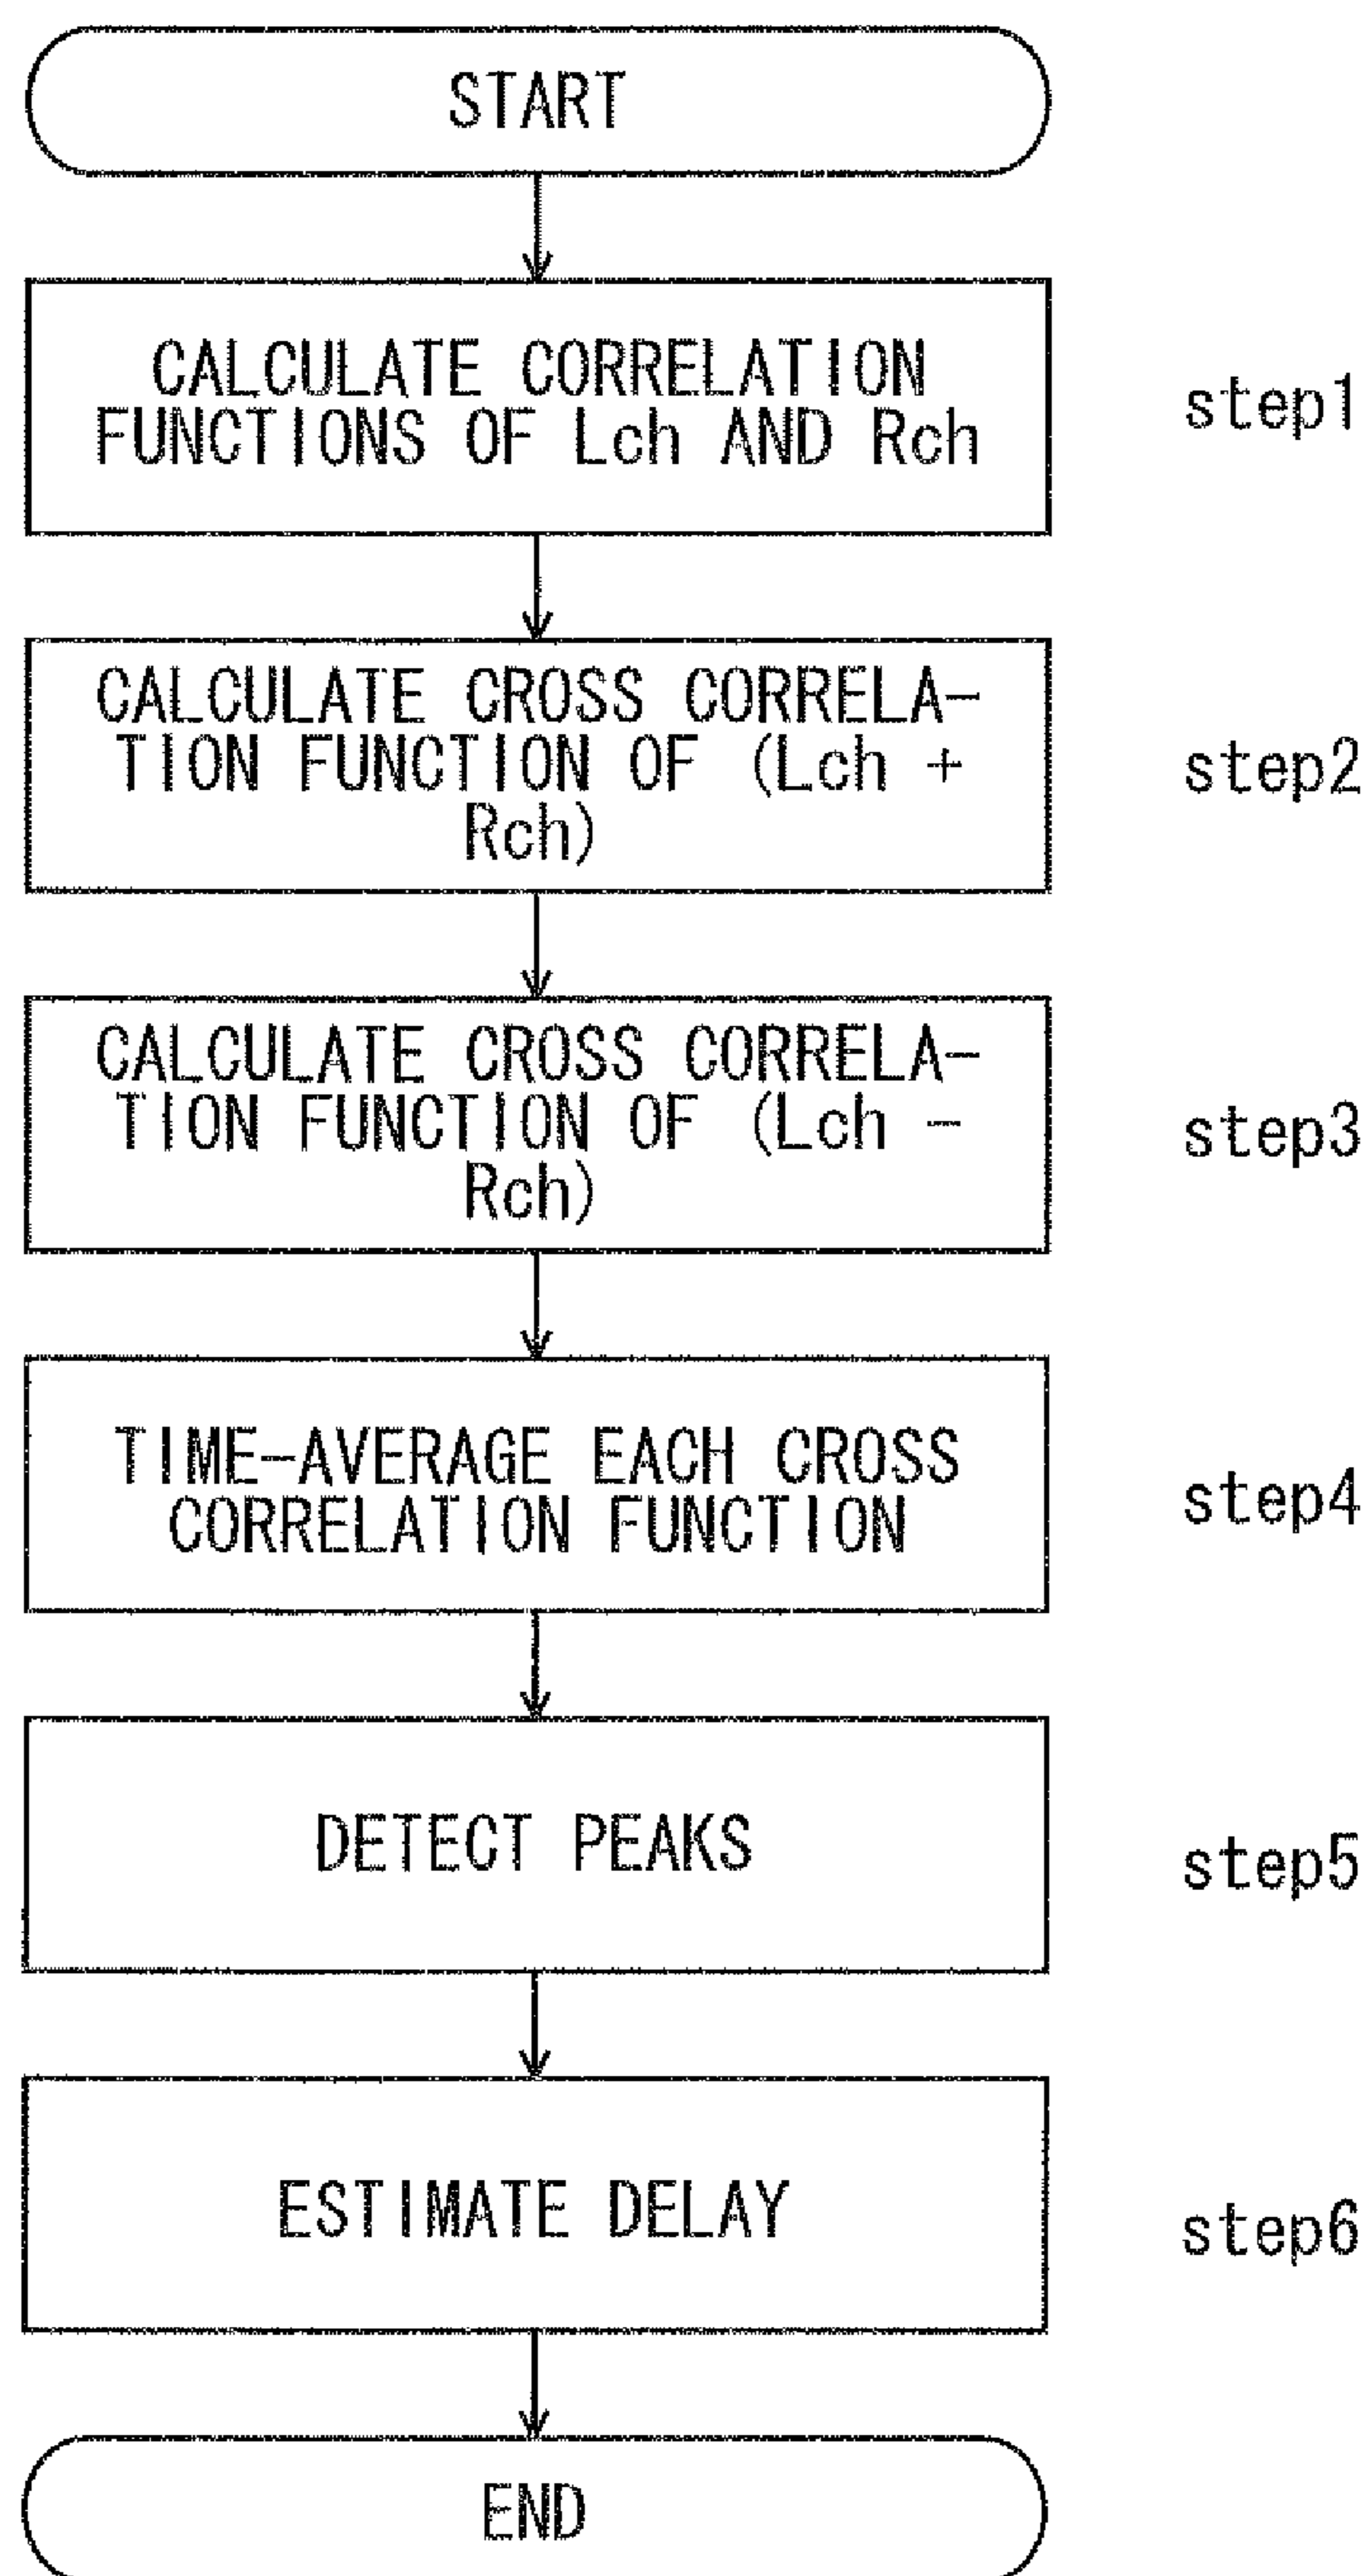 START
CALCULATE CORRELATION
FUNCTIONS OF Lch AND Rch
step1
CALCULATE CROSS CORRELA-
TION FUNCTION OF (Lch +
Rch)
step2
CALCULATE CROSS CORRELA-
TION FUNCTION OF (Lch -
Rch)
step3
TIME-AVERAGE EACH CROSS
CORRELATION FUNCTION
step4
DETECT PEAKS
step5
ESTIMATE DELAY
step6
END